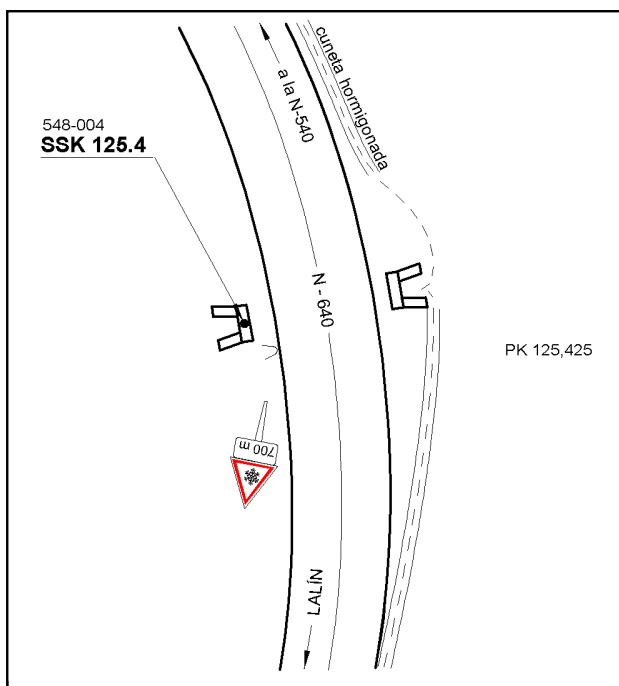 cuneta hormigonada
a la N-540
548-004
SSK 125.4
N - 640
PK 125,425
700 m
LALÍN